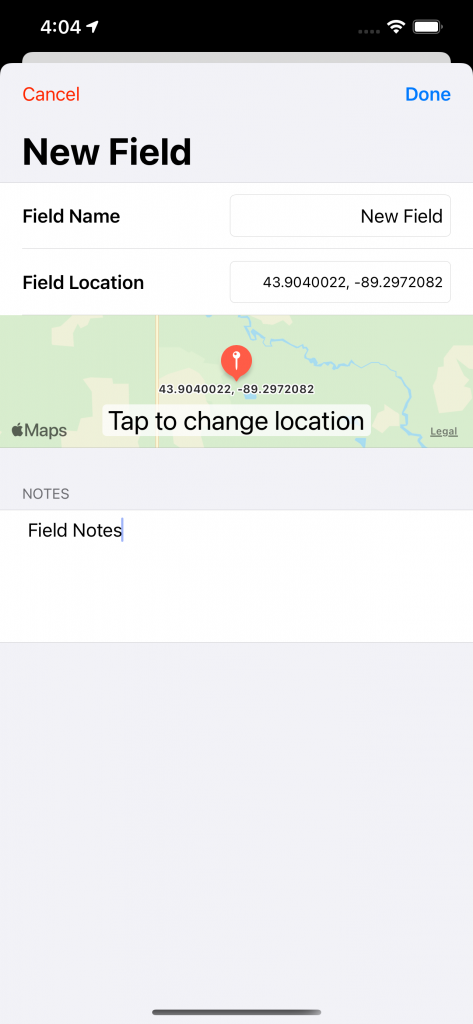 4:04
Cancel
Done
New Field
Field Name
New Field
Field Location
43.9040022, -89.2972082
43.9040022, -89.2972082
Tap to change location
Maps
Legal
NOTES
Field Notes